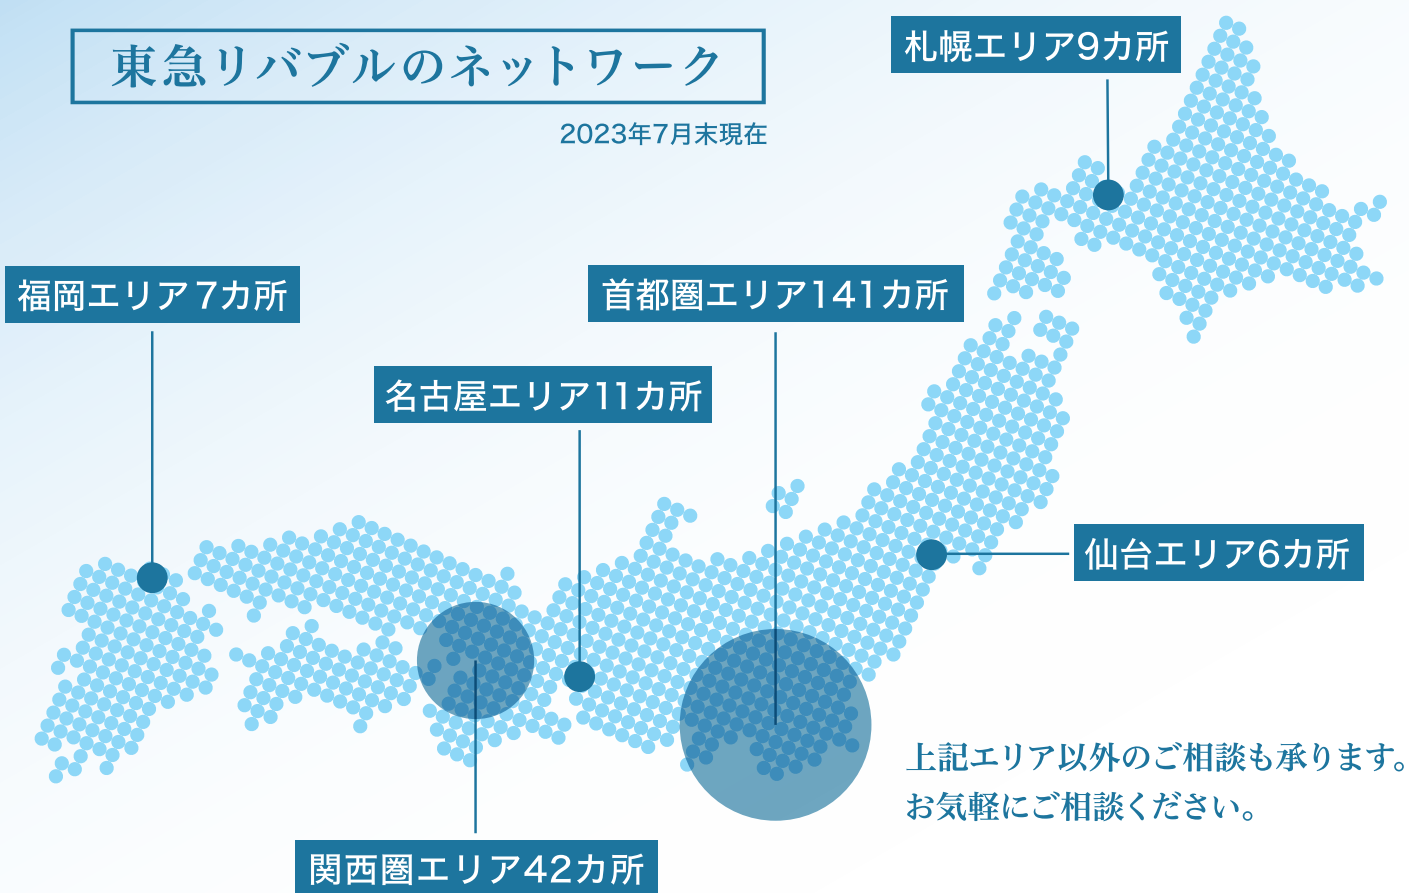 東急リバブルのネットワーク
2023年7月末現在
札幌エリア9カ所
福岡エリア7カ所
首都圏エリア141カ所
名古屋エリア11カ所
仙台エリア6カ所
関西圏エリア42カ所
上記エリア以外のご相談も承ります。
お気軽にご相談ください。